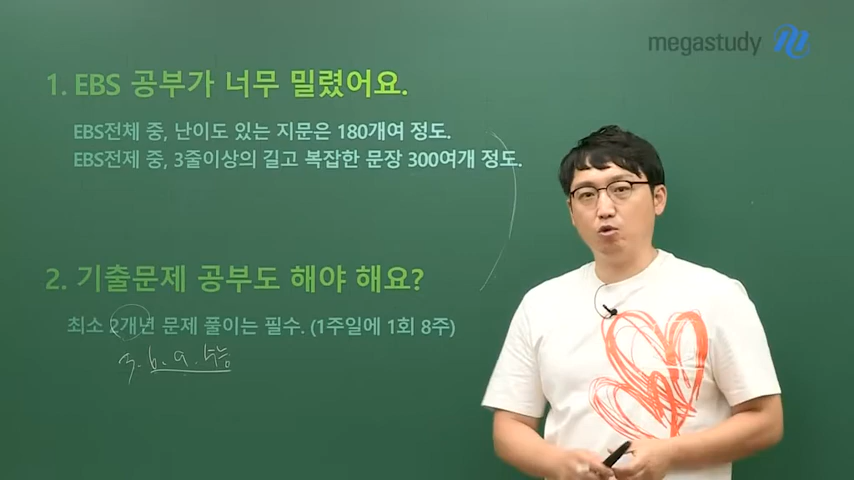 megastudy
1. EBS 공부가 너무 밀렸어요.
EBS전체 중, 난이도 있는 지문은 180개여 정도.
EBS전제 중, 3줄이상의 길고 복잡한 문장 300여개 정도.
2. 기출문제 공부도 해야 해요?
최소 2개년 문제 풀이는 필수. (1주일에 1회 8주)
3. 6. 9. 수능